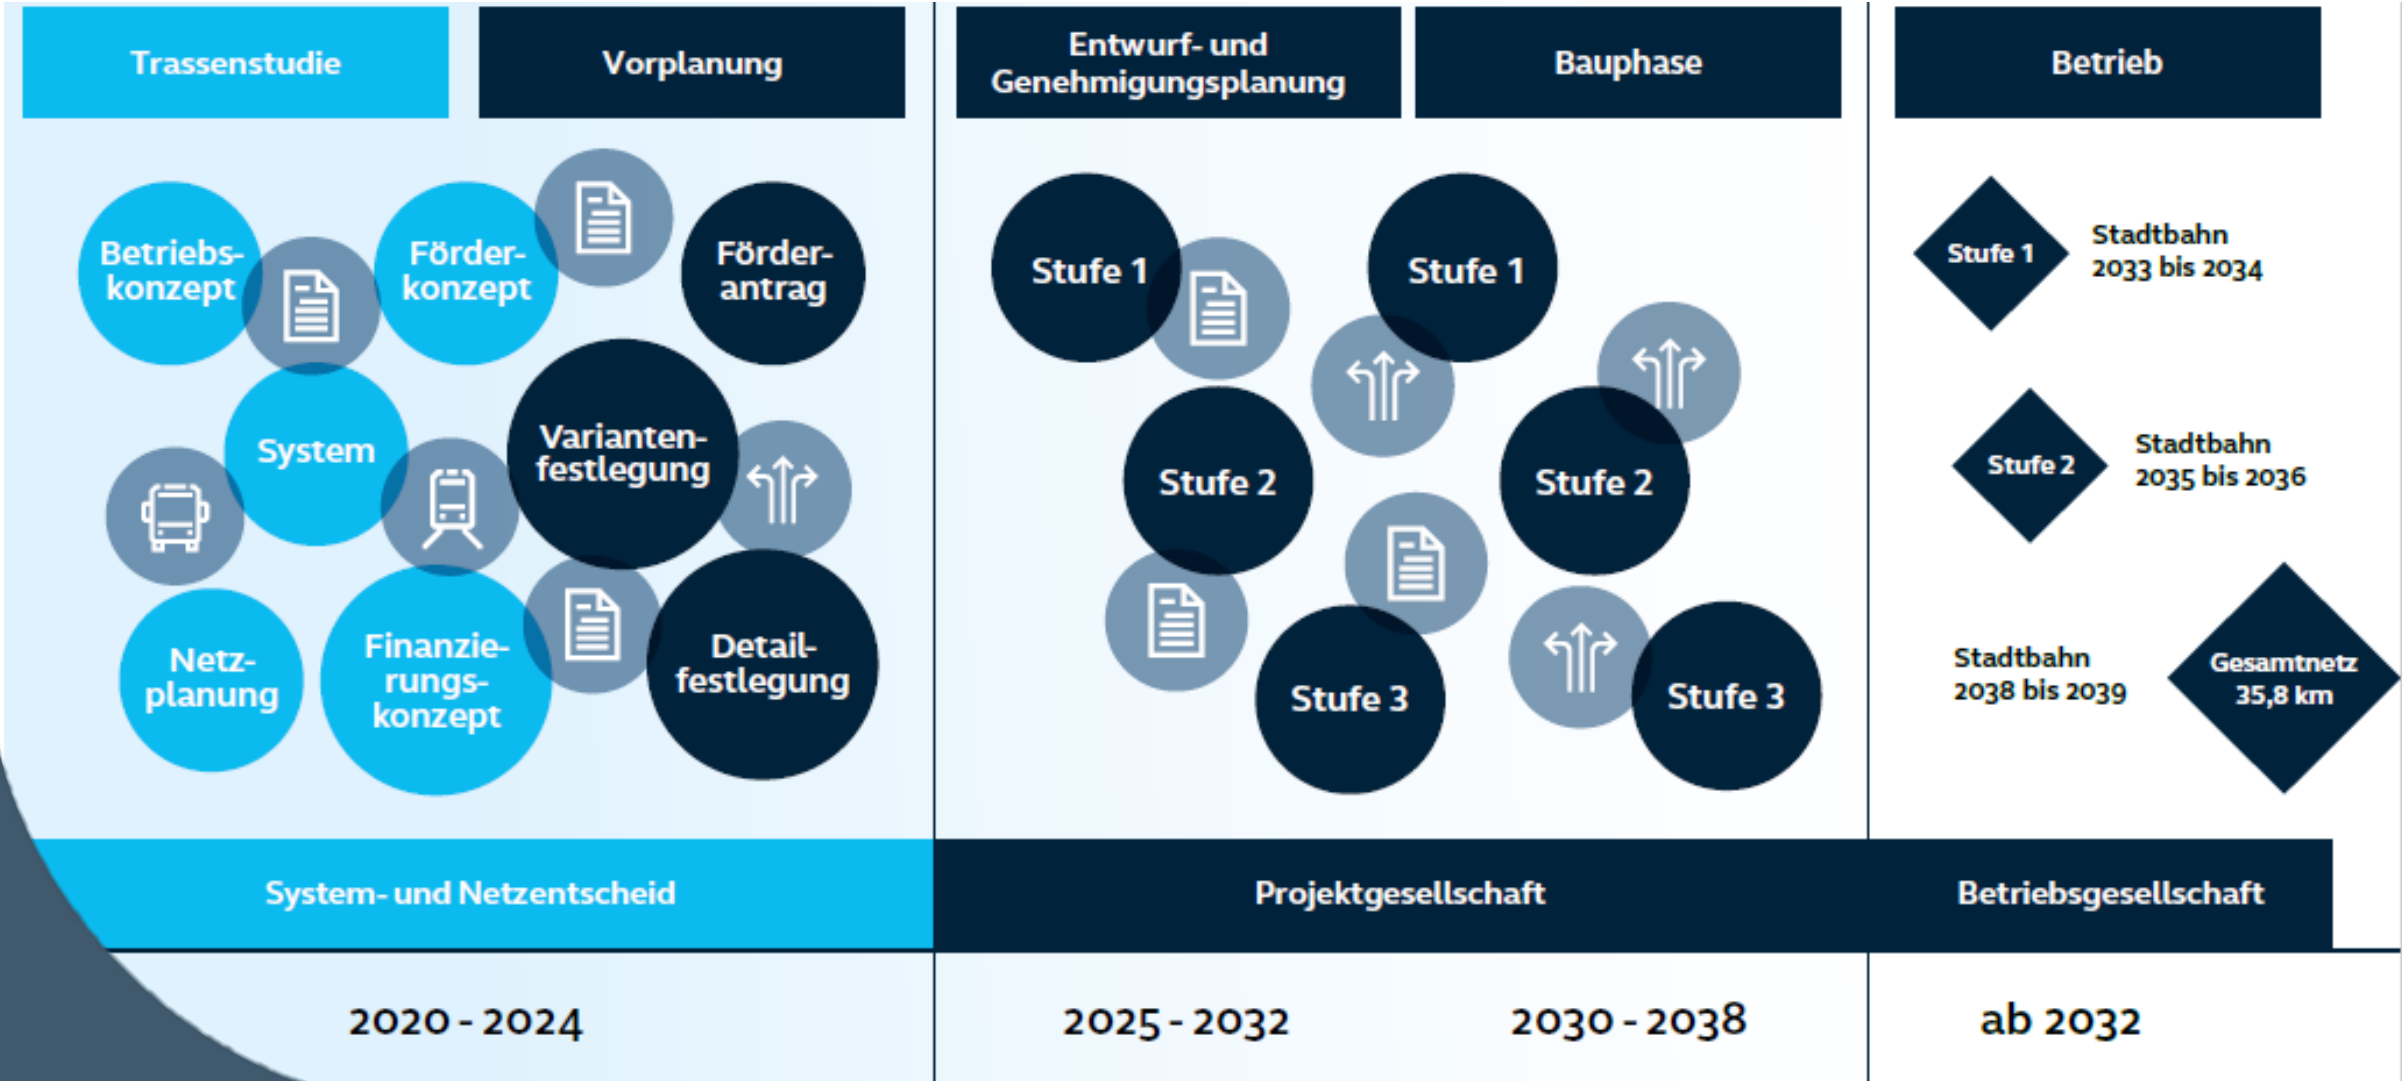 Trassenstudie
Vorplanung
Entwurf- und
Genehmigungsplanung
Bauphase
Betrieb
Betriebs-
konzept
Förder-
konzept
Förder-
antrag
System
Varianten-
festlegung
Netz-
planung
Finanzie-
rungs-
konzept
Detail-
festlegung
Stufe 1
Stufe 2
Stufe 3
Stufe 1
Stufe 2
Stufe 3
Stufe 1
Stadtbahn
2033 bis 2034
Stufe 2
Stadtbahn
2035 bis 2036
Stadtbahn
2038 bis 2039
Gesamtnetz
35,8 km
System- und Netzentscheid
Projektgesellschaft
Betriebsgesellschaft
2020 - 2024
2025 - 2032
2030 - 2038
ab 2032